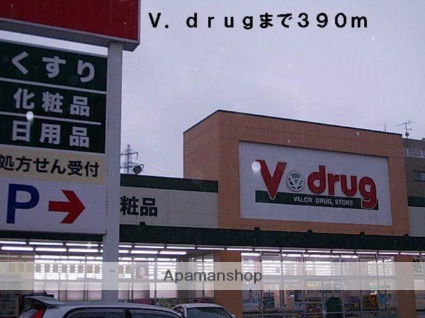 Ｖ．ｄｒｕｇまで３９０ｍ
くすり
化粧品
日用品
処方せん受付
P→
粧品
V drug
VALOR DRUG STORE
Apamanshop